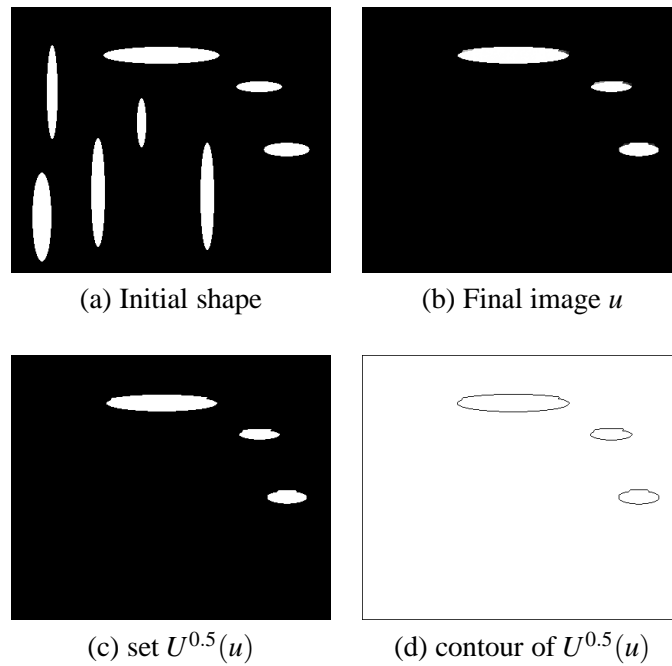 (a) Initial shape
(b) Final image u
(c) set U^0.5(u)
(d) contour of U^0.5(u)